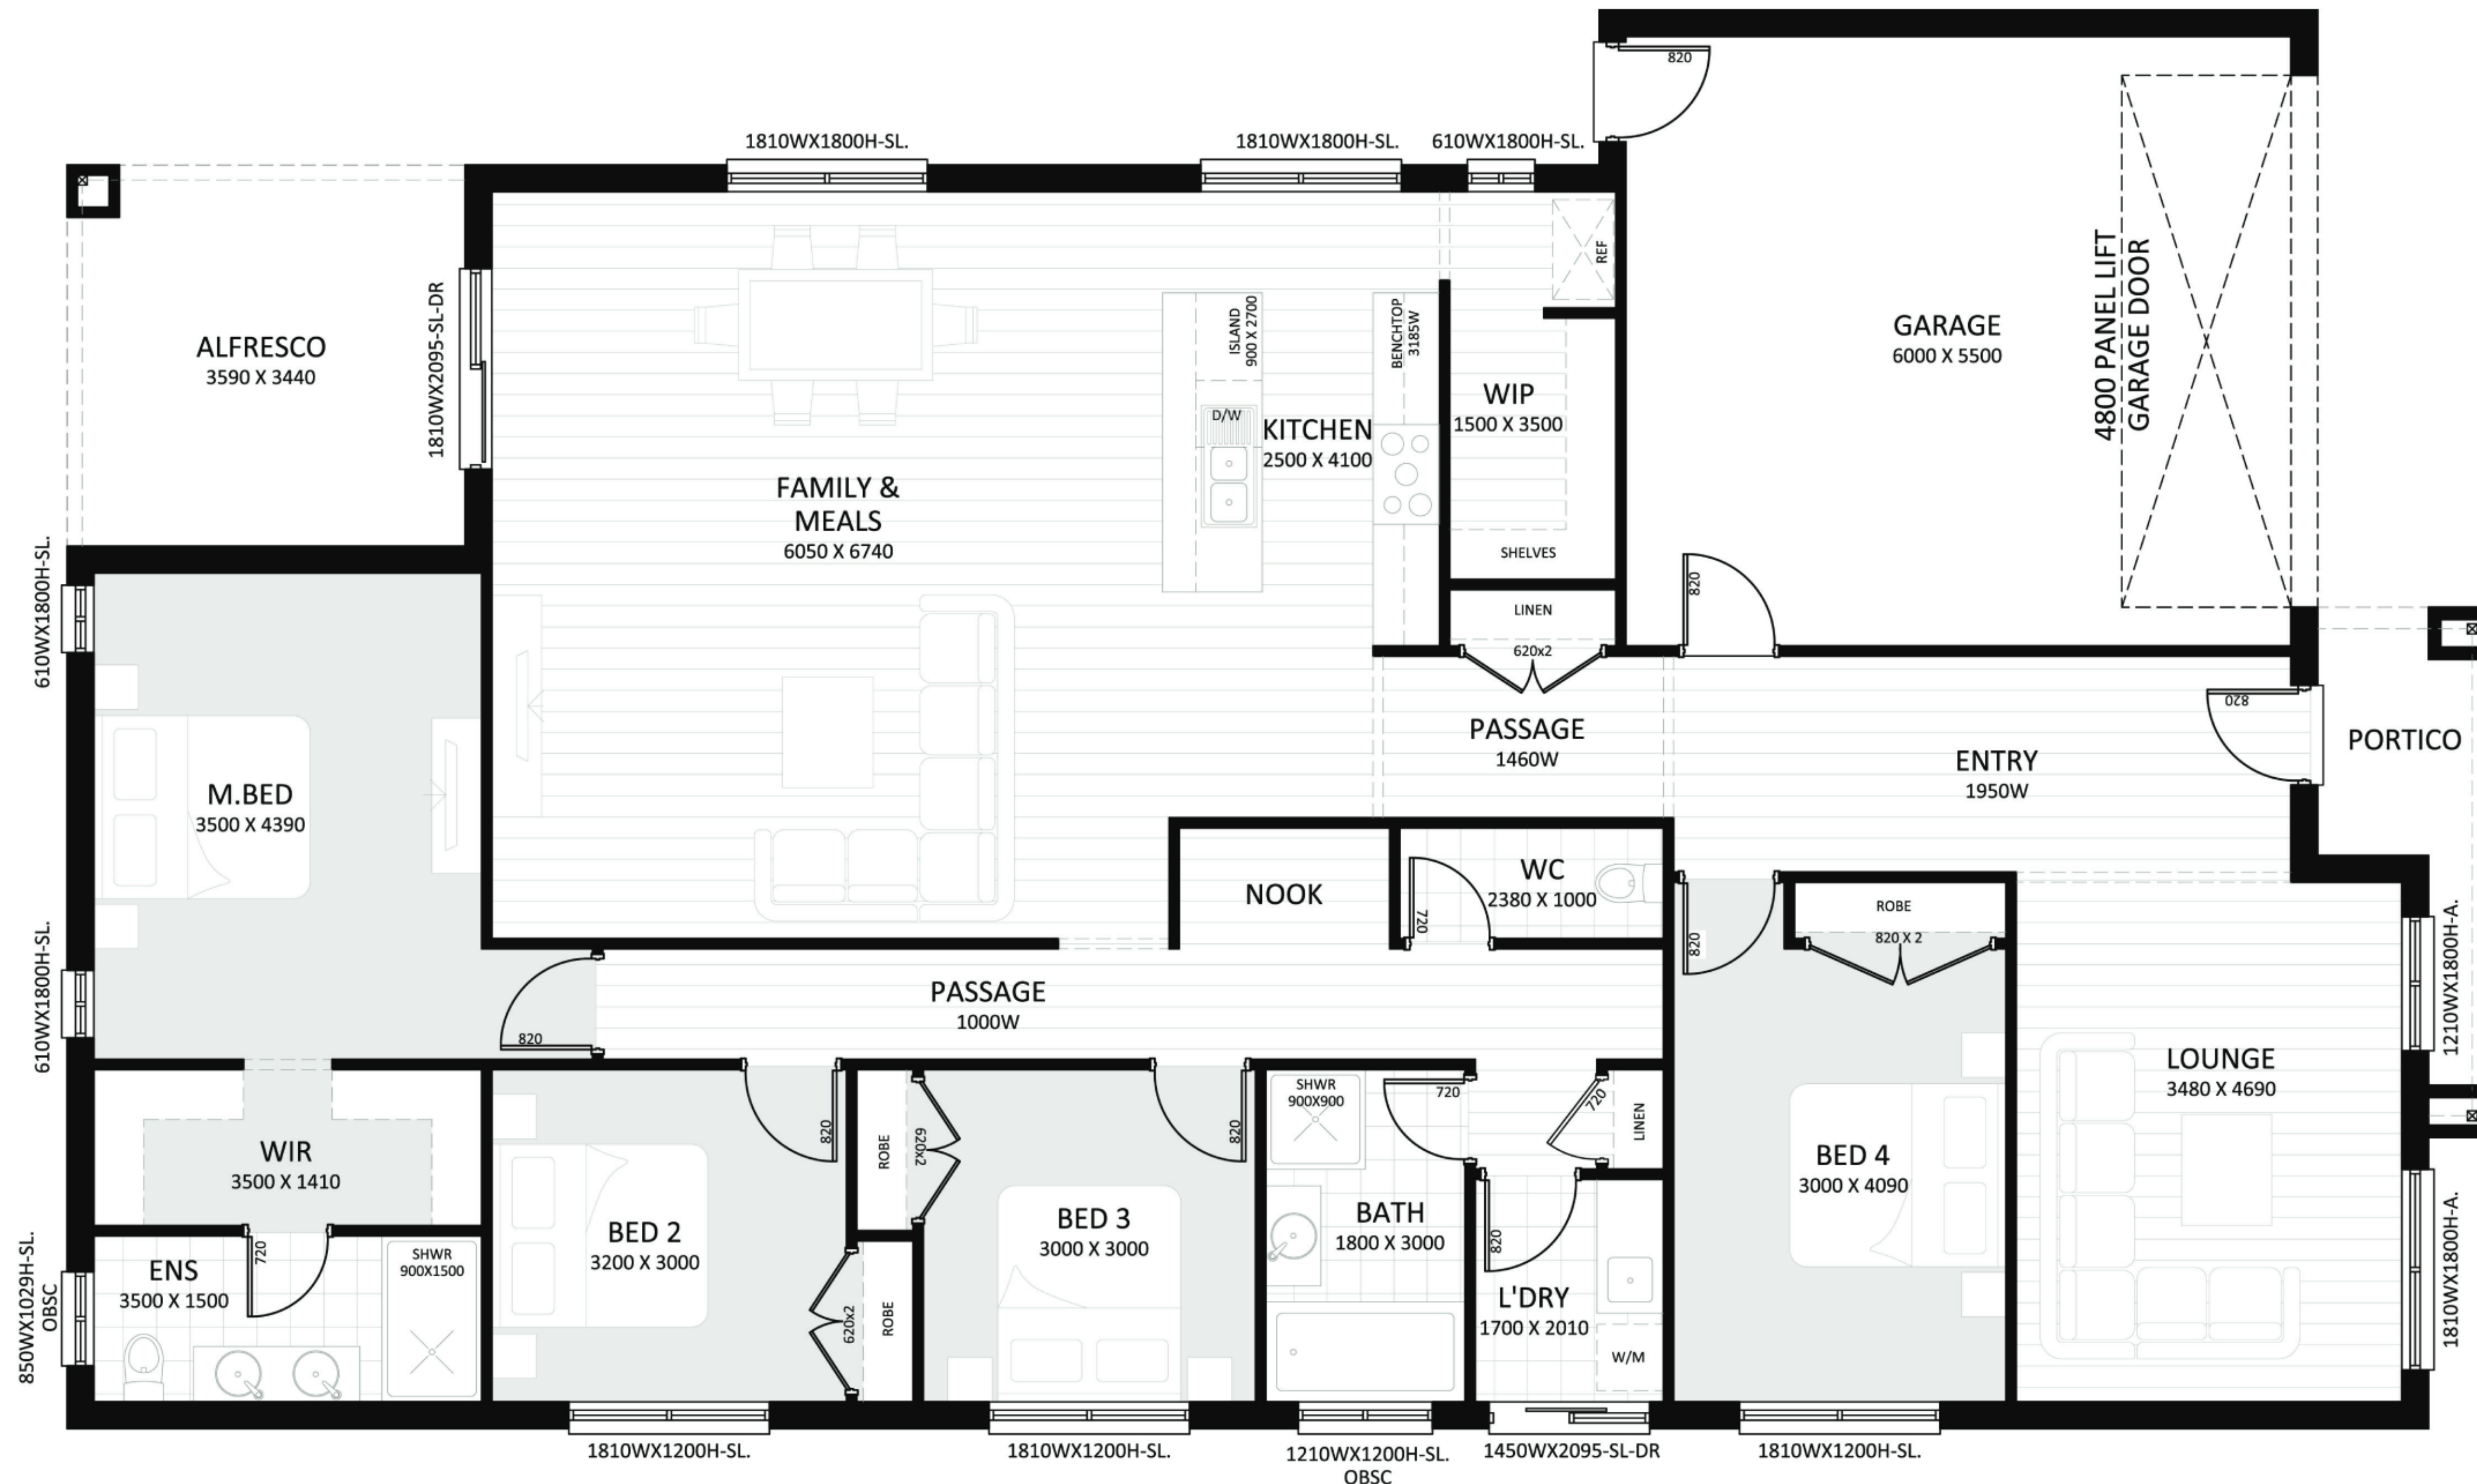 820
1810WX1800H-SL.
1810WX1800H-SL.
610WX1800H-SL.
ALFRESCO
3590 X 3440
1810WX2095-SL-DR
ISLAND
900 X 2700
BENCHTOP
3185W
REF
GARAGE
6000 X 5500
4800 PANEL LIFT
GARAGE DOOR
D/W
KITCHEN
2500 X 4100
WIP
1500 X 3500
FAMILY &
MEALS
6050 X 6740
SHELVES
LINEN
620x2
820
610WX1800H-SL.
M.BED
3500 X 4390
PASSAGE
1460W
ENTRY
1950W
820
PORTICO
NOOK
WC
2380 X 1000
720
820
ROBE
820 X 2
1210WX1800H-A.
610WX1800H-SL.
820
PASSAGE
1000W
LOUNGE
3480 X 4690
WIR
3500 X 1410
820
ROBE
620x2
820
SHWR
900X900
720
720
LINEN
BED 4
3000 X 4090
BED 2
3200 X 3000
BED 3
3000 X 3000
BATH
1800 X 3000
820
L'DRY
1700 X 2010
W/M
1810WX1800H-A.
850WX1029H-SL.
OBSC
ENS
3500 X 1500
720
SHWR
900X1500
620x2
ROBE
1810WX1200H-SL.
1810WX1200H-SL.
1210WX1200H-SL.
OBSC
1450WX2095-SL-DR
1810WX1200H-SL.